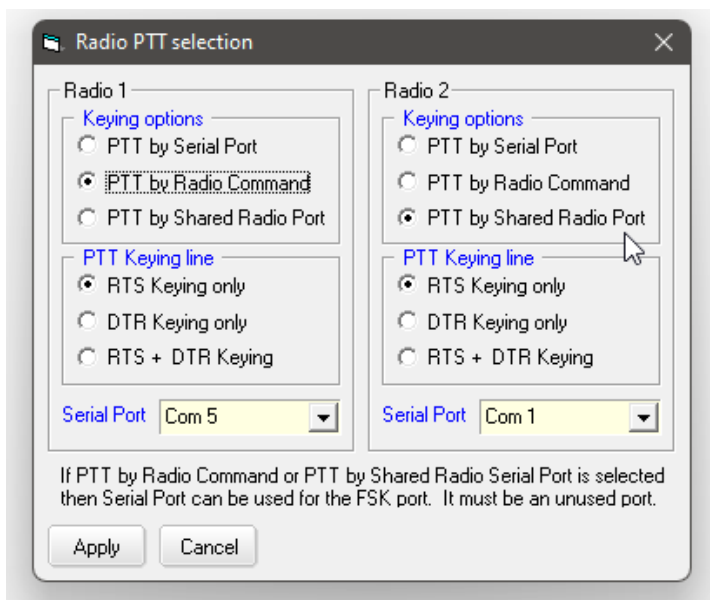 Radio PTT selection
Radio 1
Keying options
PTT by Serial Port
PTT by Radio Command
PTT by Shared Radio Port
PTT Keying line
RTS Keying only
DTR Keying only
RTS + DTR Keying
Serial Port Com 5
Radio 2
Keying options
PTT by Serial Port
PTT by Radio Command
PTT by Shared Radio Port
PTT Keying line
RTS Keying only
DTR Keying only
RTS + DTR Keying
Serial Port Com 1
If PTT by Radio Command or PTT by Shared Radio Serial Port is selected
then Serial Port can be used for the FSK port. It must be an unused port.
Apply Cancel